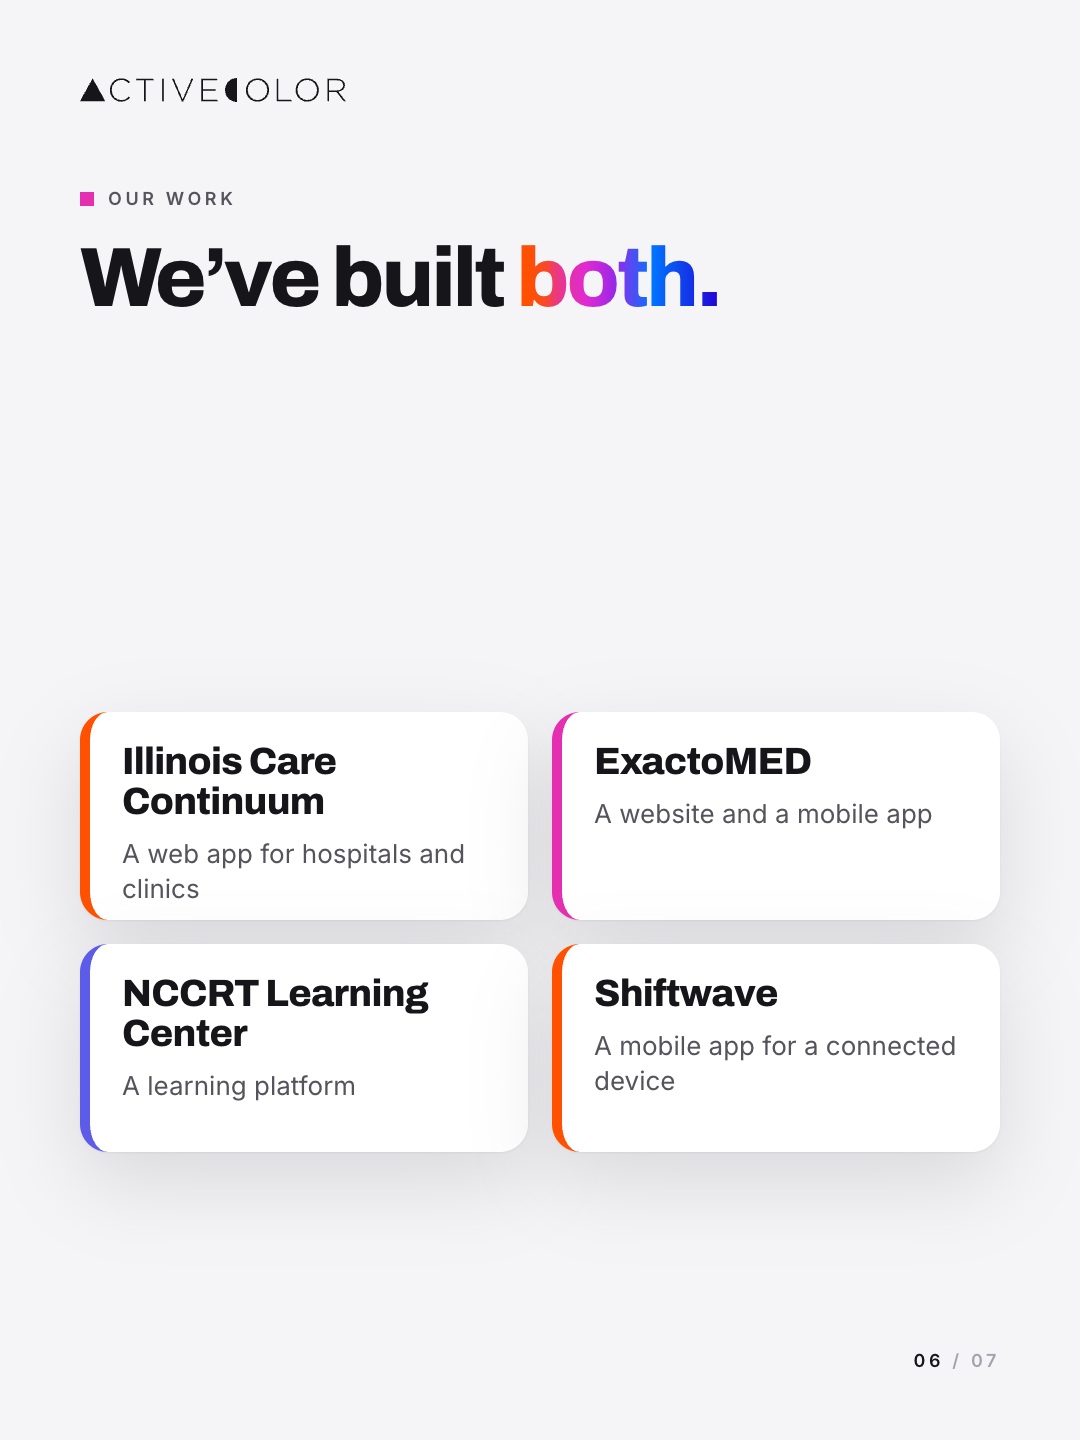 ACTIVECOLOR
OUR WORK
We’ve built both.
Illinois Care
Continuum
A web app for hospitals and
clinics
ExactoMED
A website and a mobile app
NCCRT Learning
Center
A learning platform
Shiftwave
A mobile app for a connected
device
06 / 07